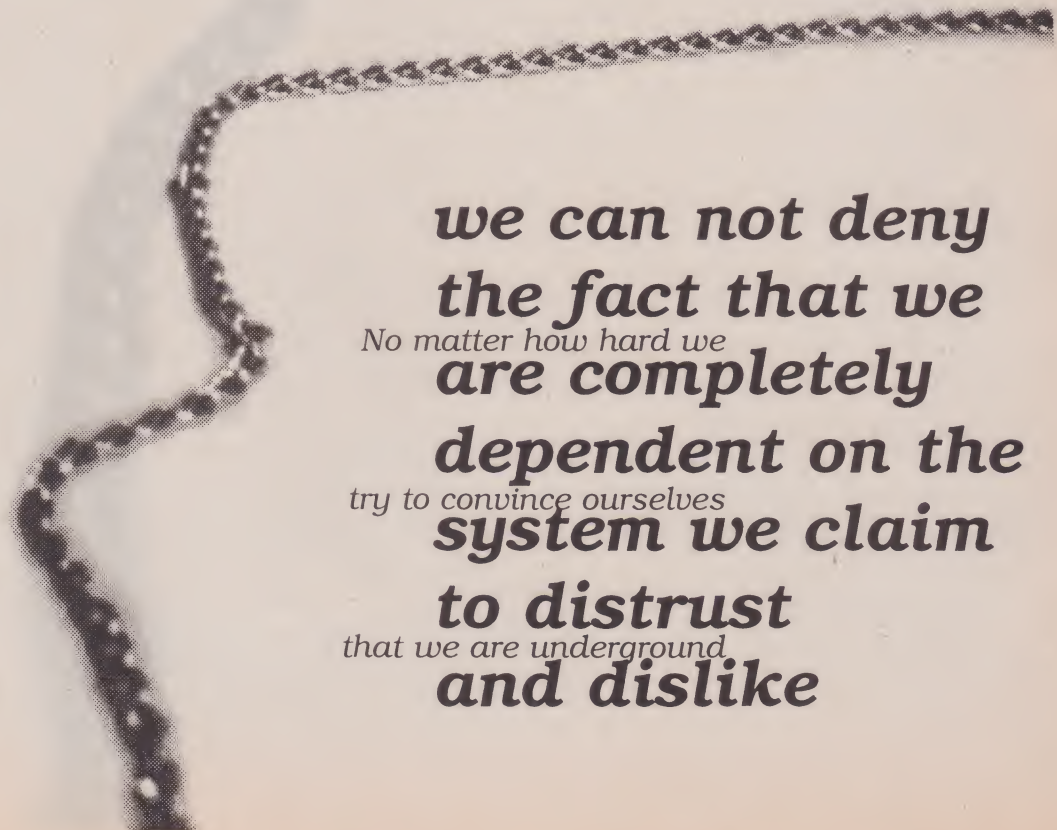 No matter how hard we
try to convince ourselves
that we are underground
we can not deny
the fact that we
are completely
dependent on the
system we claim
to distrust
and dislike